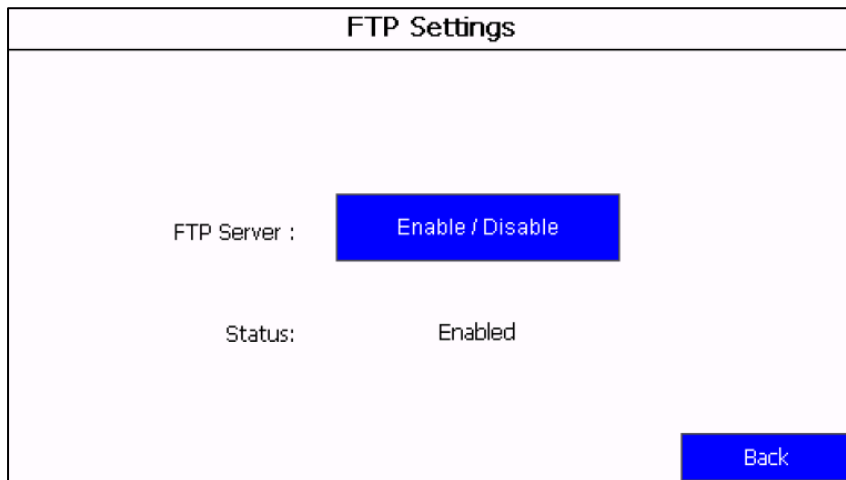 FTP Settings
FTP Server : Enable / Disable
Status: Enabled
Back